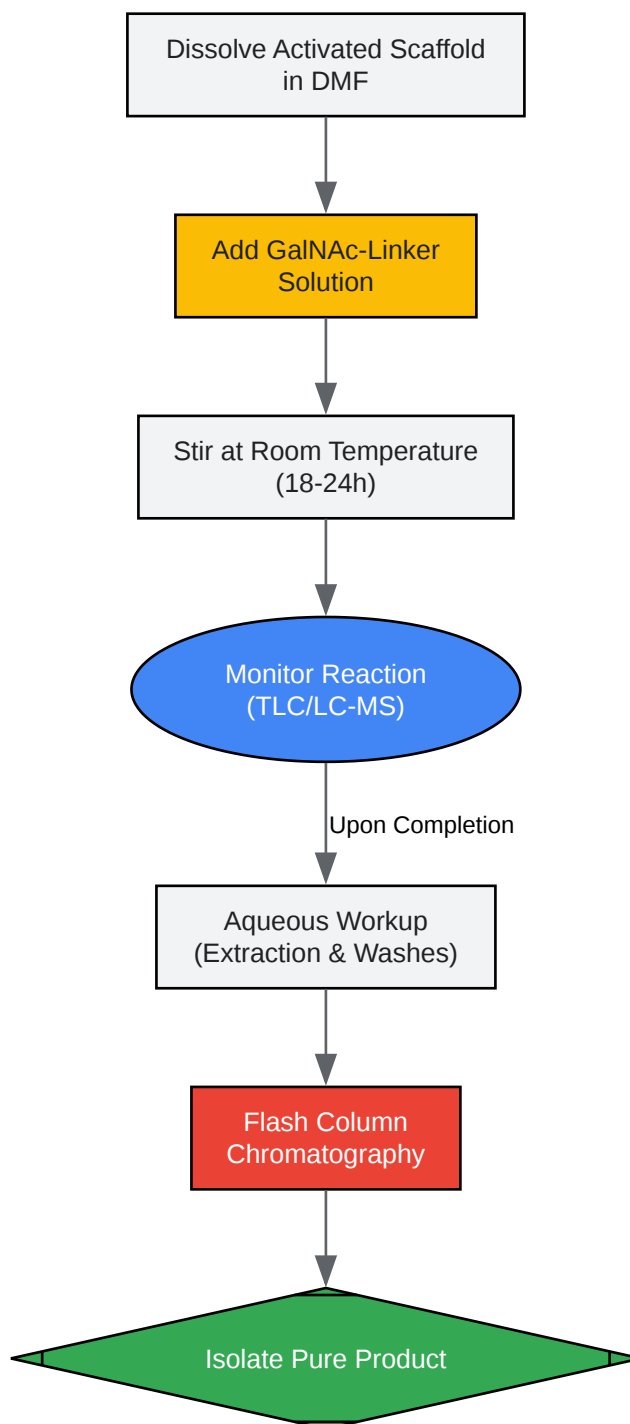 Dissolve Activated Scaffold
in DMF
Add GalNAc-Linker
Solution
Stir at Room Temperature
(18-24h)
Monitor Reaction
(TLC/LC-MS)
Upon Completion
Aqueous Workup
(Extraction & Washes)
Flash Column
Chromatography
Isolate Pure Product